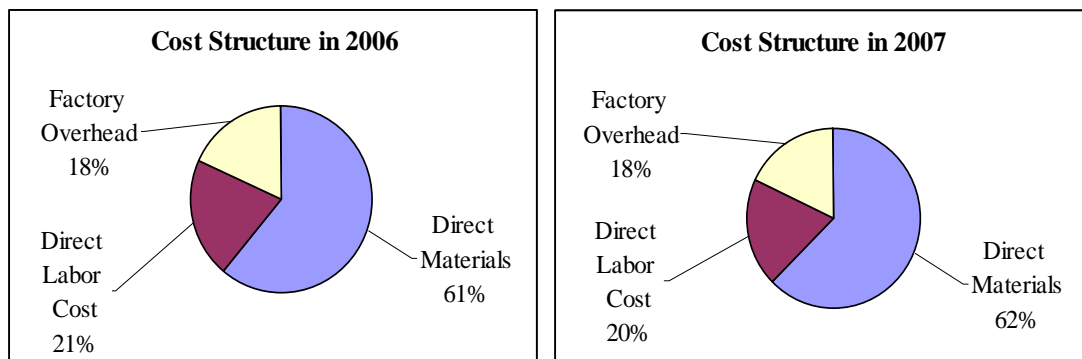 Cost Structure in 2006
Factory
Overhead
18%
Direct
Labor
Cost
21%
Direct
Materials
61%
Cost Structure in 2007
Factory
Overhead
18%
Direct
Labor
Cost
20%
Direct
Materials
62%